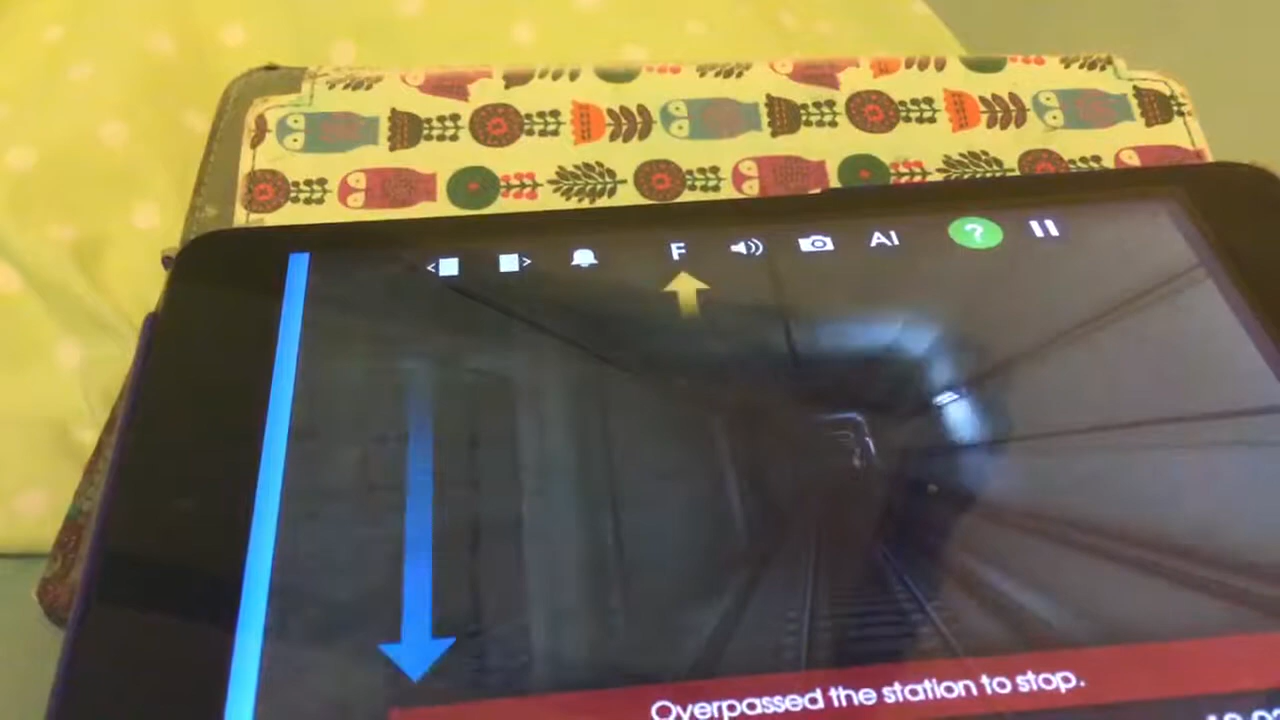 F AI ?
Overpassed the station to stop.